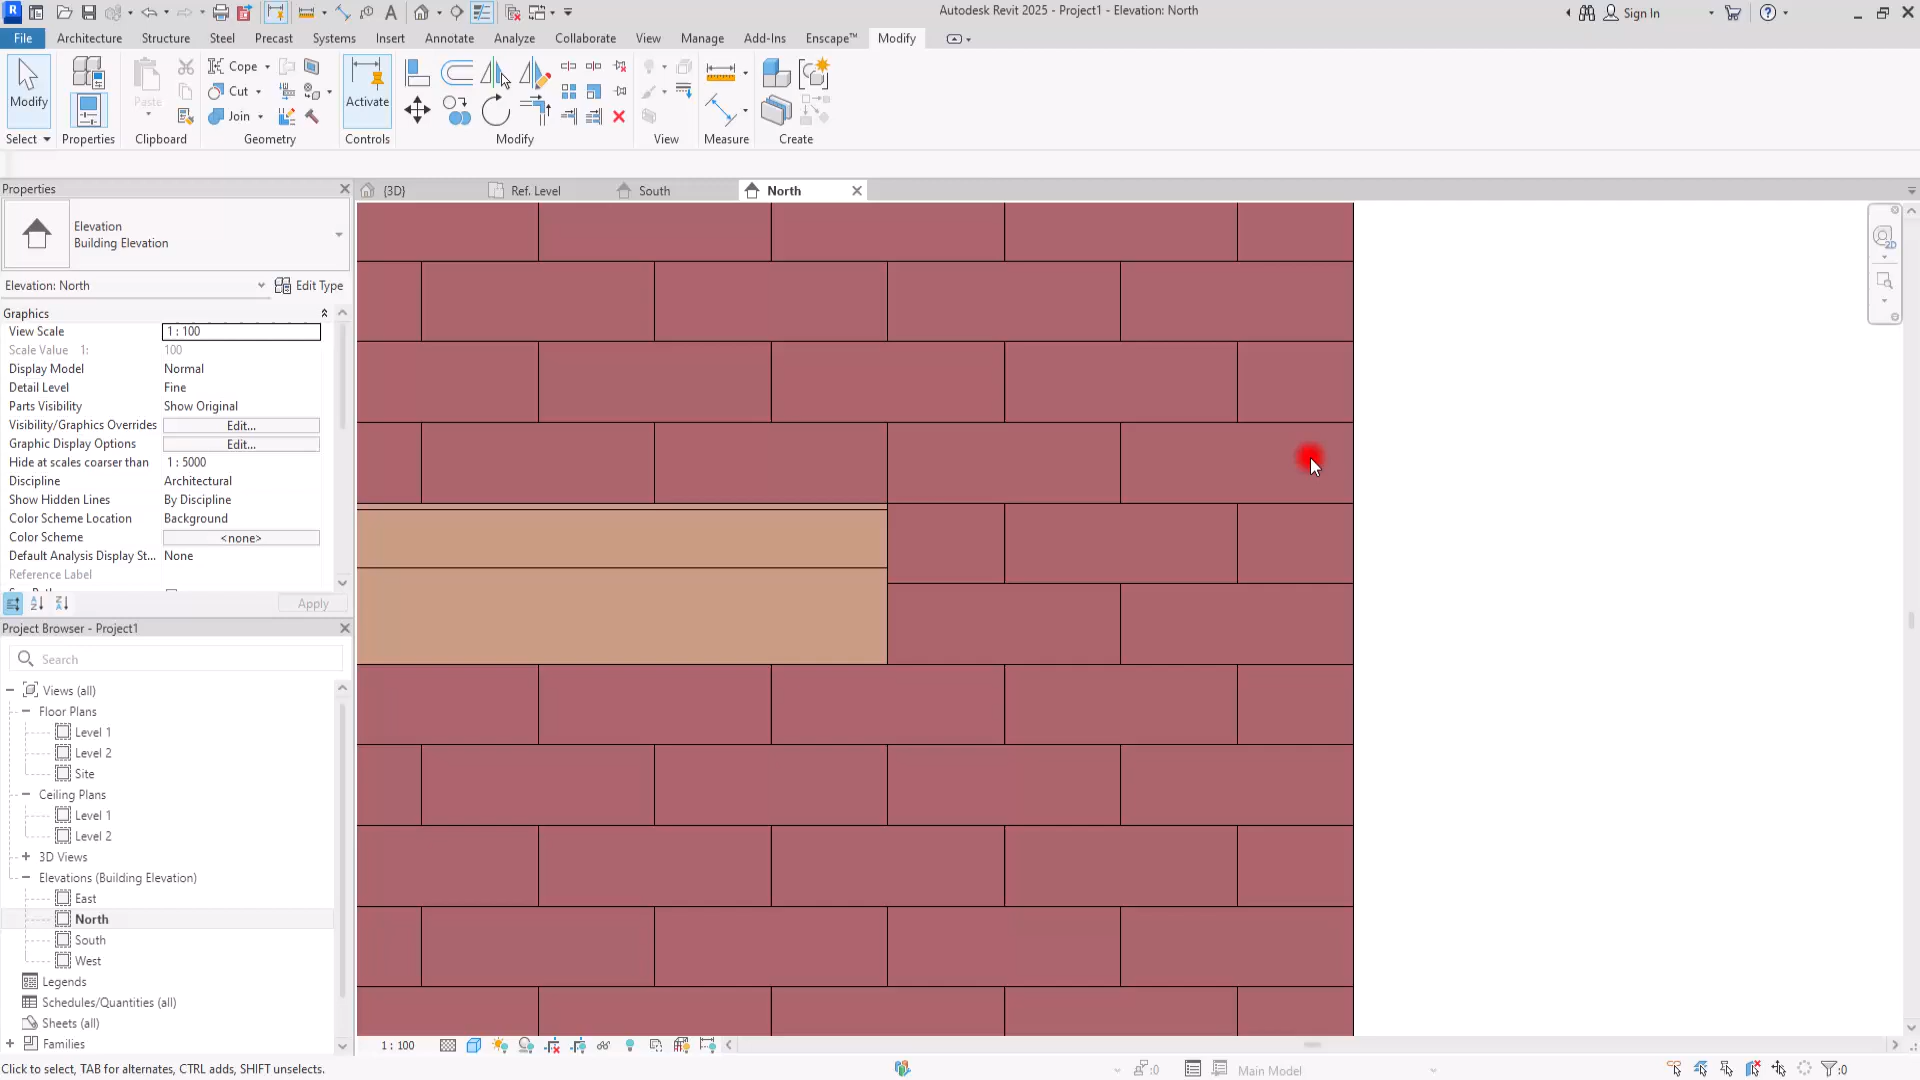 Autodesk Revit 2025 - Project1 - Elevation: North
Sign In
File
Architecture
Structure
Steel
Precast
Systems
Insert
Annotate
Analyze
Collaborate
View
Manage
Add-Ins
Enscape™
Modify
Modify
Paste
Cope
Cut
Join
Activate
Select
Properties
Clipboard
Geometry
Controls
Modify
View
Measure
Create
Properties
{3D}
Ref. Level
South
North
Elevation
Building Elevation
Elevation: North
Edit Type
Graphics
View Scale
1 : 100
Scale Value 1:
100
Display Model
Normal
Detail Level
Fine
Parts Visibility
Show Original
Visibility/Graphics Overrides
Edit...
Graphic Display Options
Edit...
Hide at scales coarser than
1 : 5000
Discipline
Architectural
Show Hidden Lines
By Discipline
Color Scheme Location
Background
Color Scheme
<none>
Default Analysis Display St...
None
Reference Label
Apply
Project Browser - Project1
Search
Views (all)
Floor Plans
Level 1
Level 2
Site
Ceiling Plans
Level 1
Level 2
3D Views
Elevations (Building Elevation)
East
North
South
West
Legends
Schedules/Quantities (all)
Sheets (all)
Families
1 : 100
Click to select, TAB for alternates, CTRL adds, SHIFT unselects.
:0
Main Model
:0